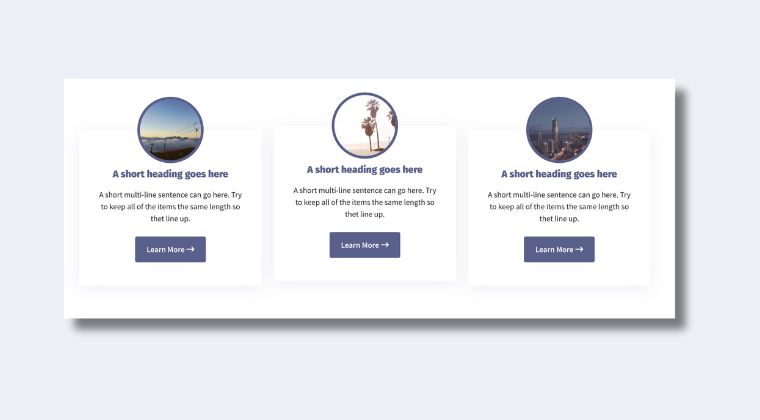 A short heading goes here
A short multi-line sentence can go here. Try
to keep all of the items the same length so
thet line up.
Learn More →
A short heading goes here
A short multi-line sentence can go here. Try
to keep all of the items the same length so
thet line up.
Learn More →
A short heading goes here
A short multi-line sentence can go here. Try
to keep all of the items the same length so
thet line up.
Learn More →